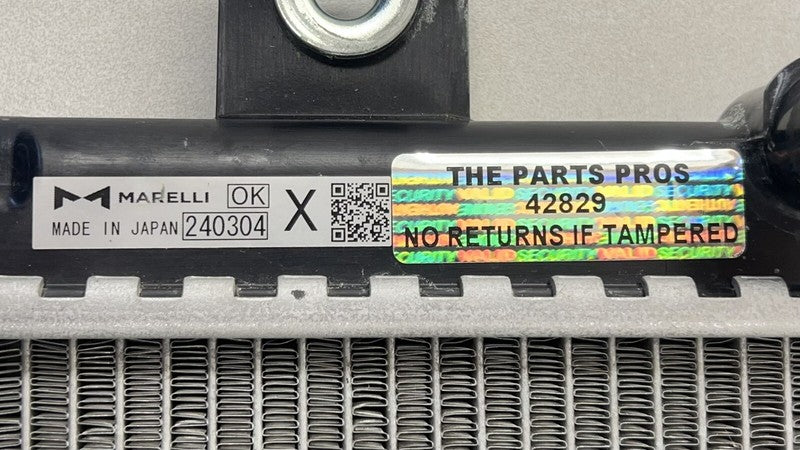 MARELLI OK X
MADE IN JAPAN 240304
THE PARTS PROS
42829
NO RETURNS IF TAMPERED